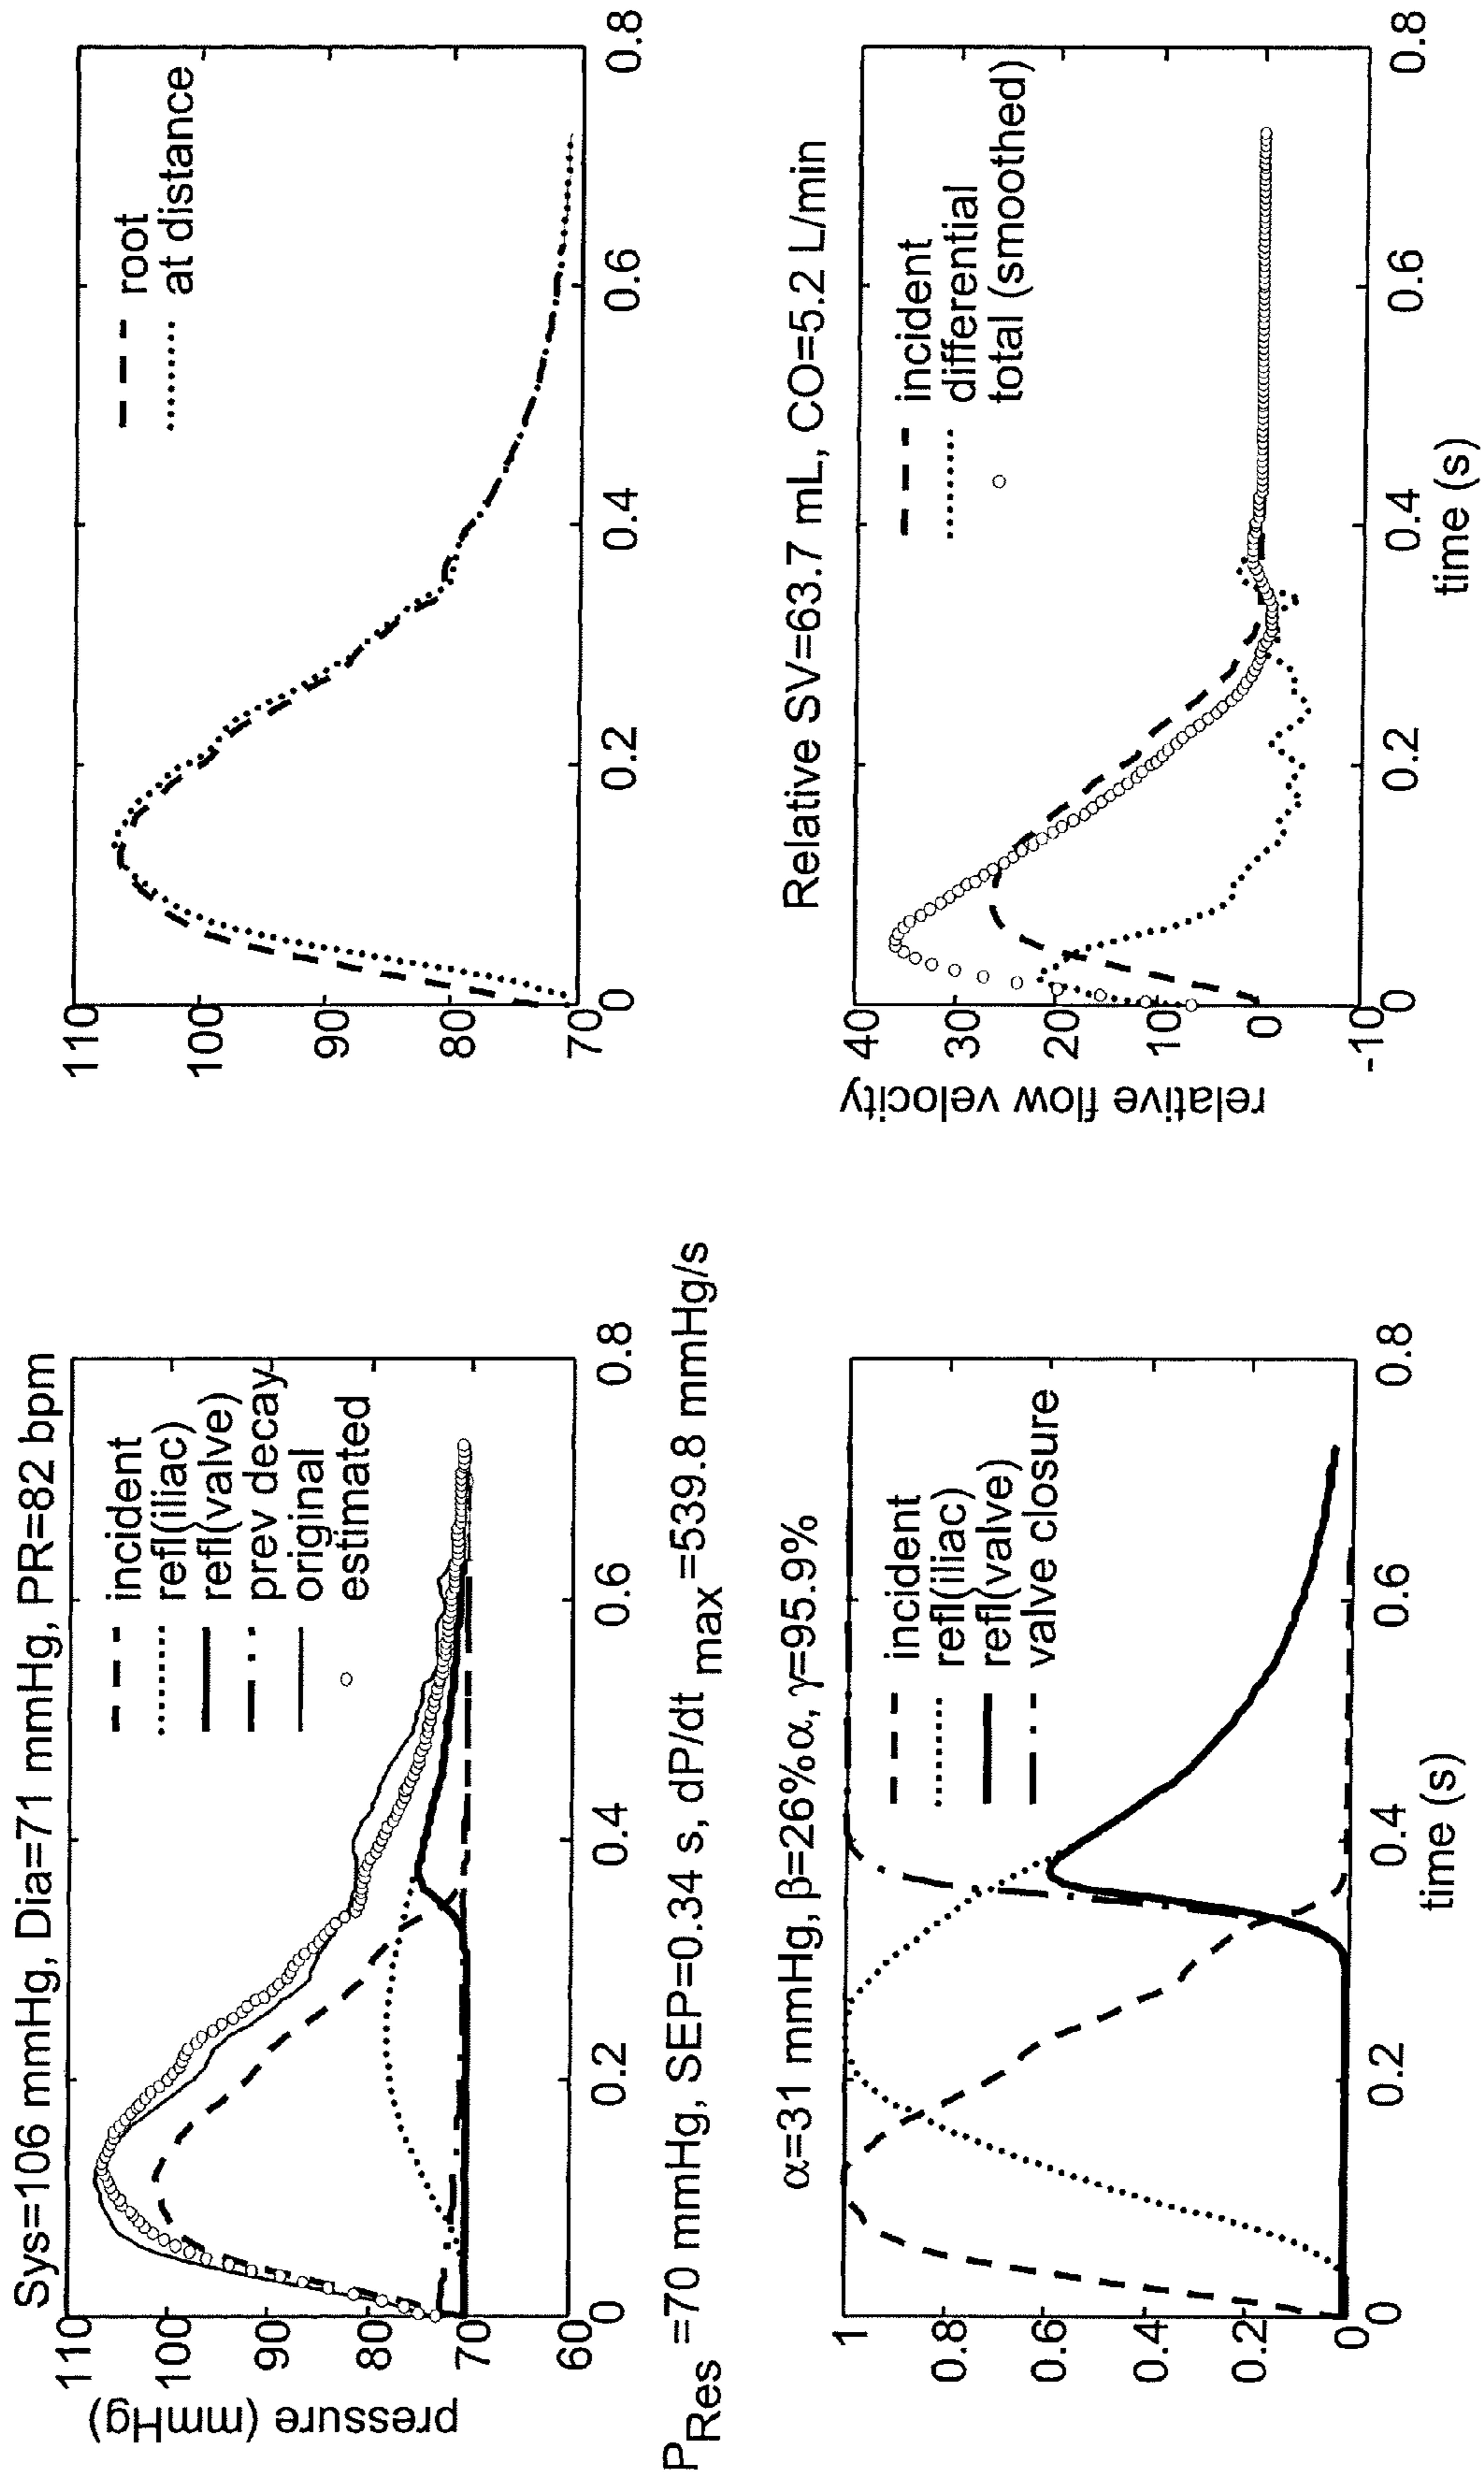 Sys=106 mmHg, Dia=71 mmHg, PR=82 bpm
pressure (mmHg)
110
100
90
80
70
60
0
0.2
0.4
0.6
0.8
incident
refl(iliac)
refl(valve)
prev decay
original
estimated
110
100
90
80
70
0
0.2
0.4
0.6
0.8
root
at distance
PRes =70 mmHg, SEP=0.34 s, dP/dt max=539.8 mmHg/s
α=31 mmHg, β=26%α, γ=95.9%
1
0.8
0.6
0.4
0.2
0
0
0.2
0.4
0.6
0.8
time (s)
incident
refl(iliac)
refl(valve)
valve closure
Relative SV=63.7 mL, CO=5.2 L/min
relative flow velocity
40
30
20
10
0
-10
0
0.2
0.4
0.6
0.8
time (s)
incident
differential
total (smoothed)